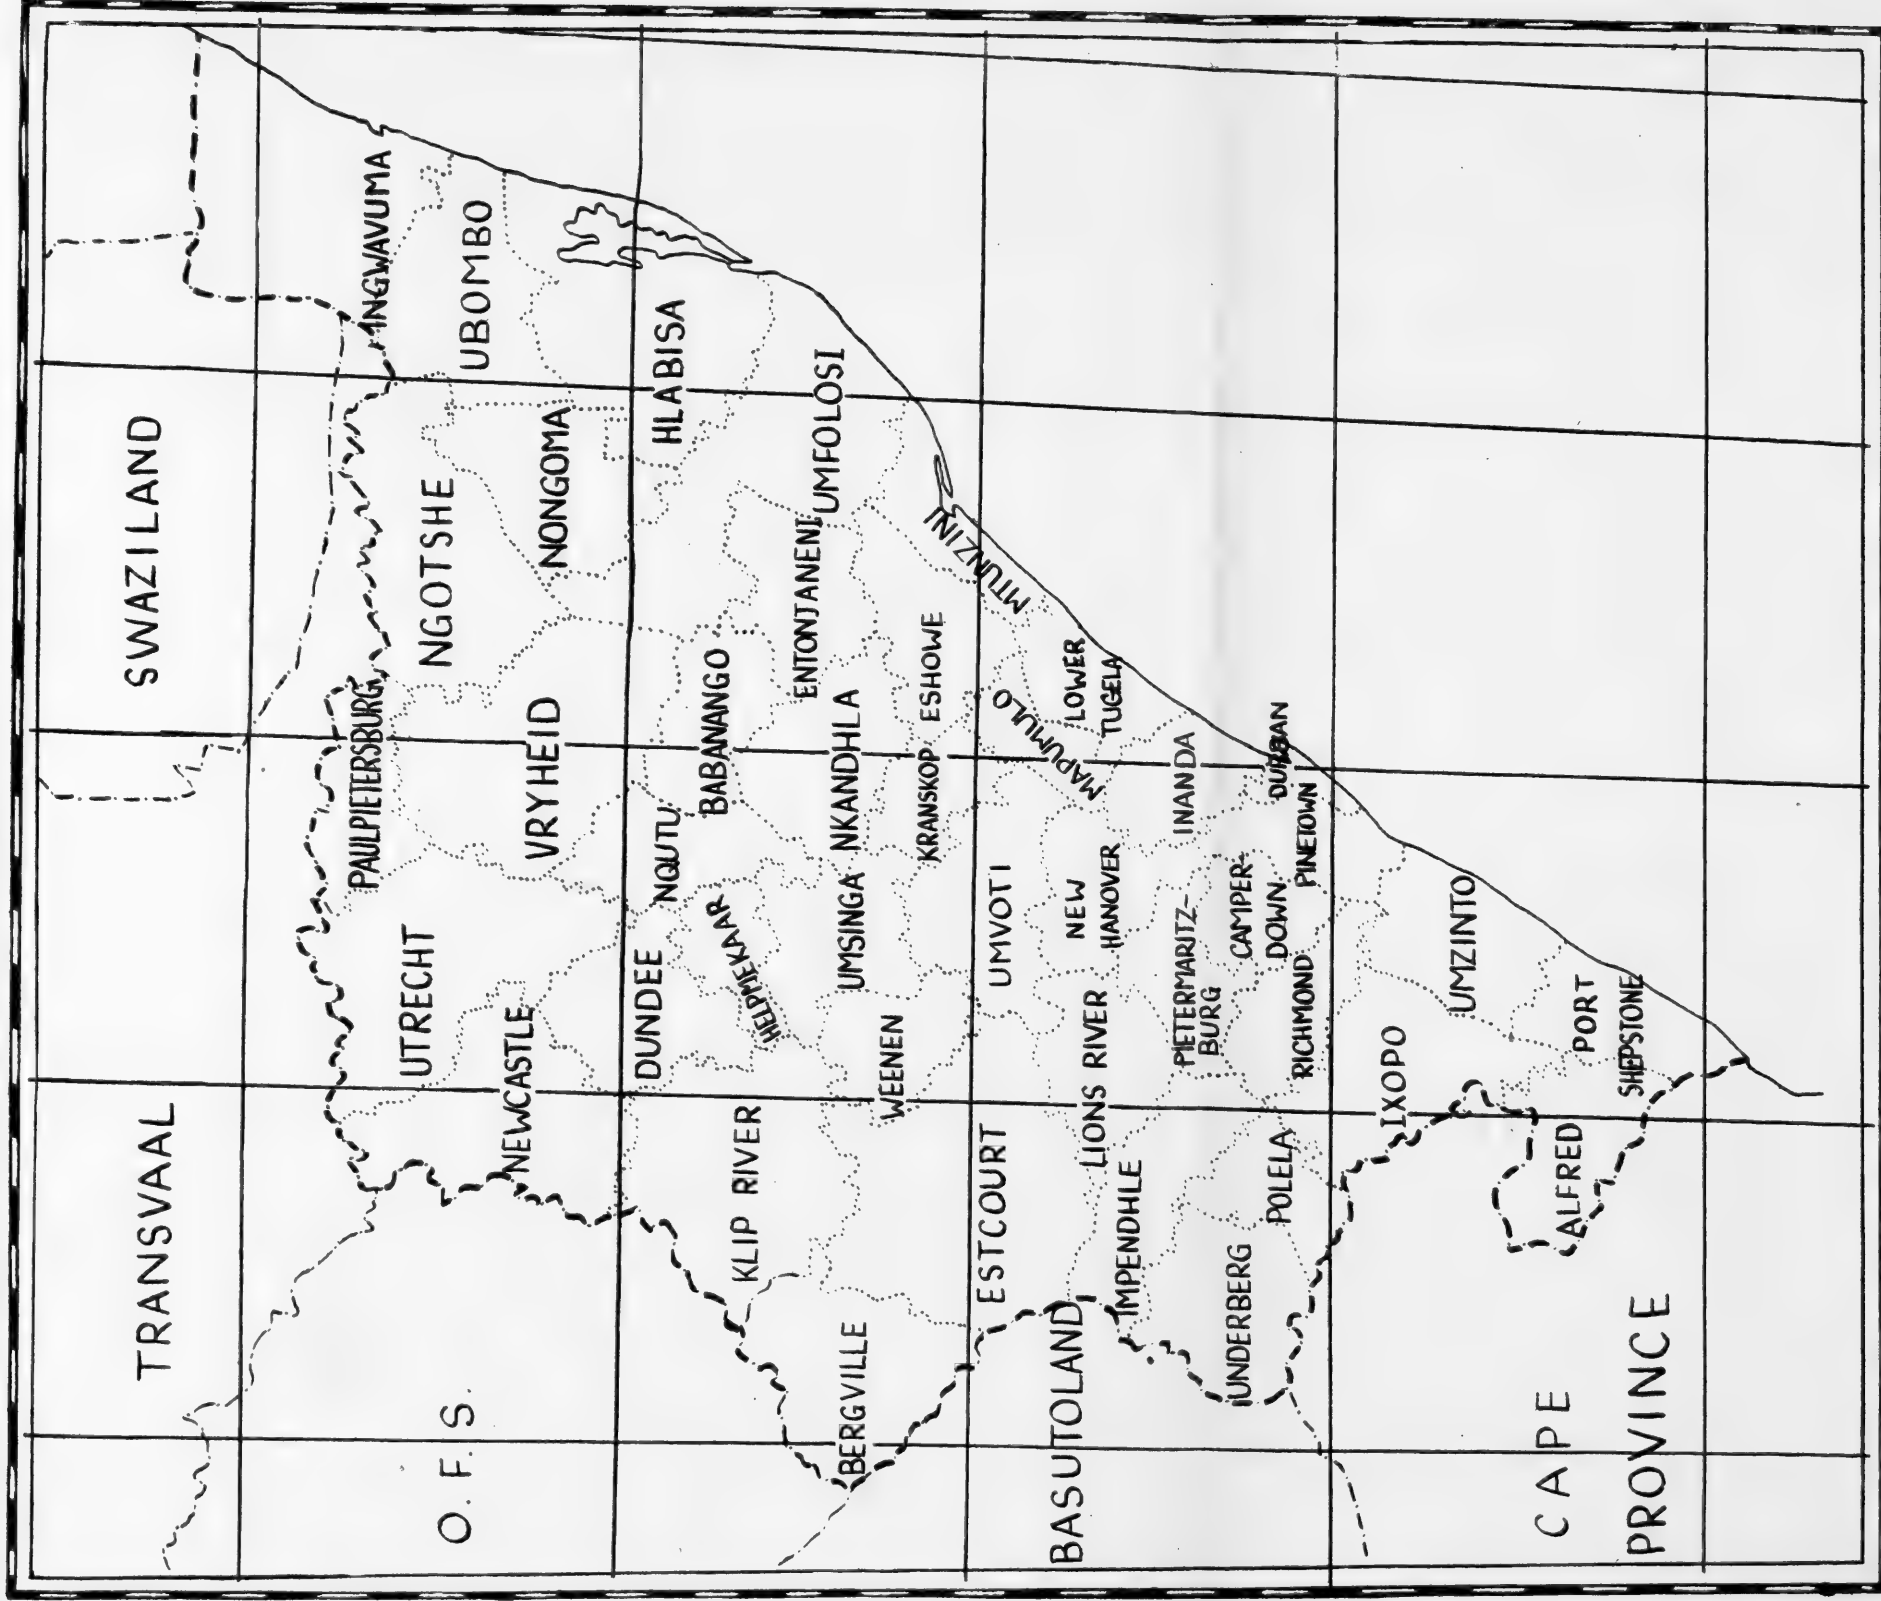 SWAZILAND
TRANSVAAL
O.F.S.
INGWAVUMA
UBOMBO
PAULPIETERSBURG
NGOTSHE
NONGOMA
HLABISA
UTRECHT
VRYHEID
NEWCASTLE
DUNDEE
NQUTU
BABANANGO
ENTONJANENI
UMFOLOSI
HELPMEKAAR
KLIP RIVER
UMSINGA
NKANDHLA
ESHOWE
MTUNZINI
BERGVILLE
WEENEN
KRANSKOP
MAPUMULO
LOWER
TUGELA
ESTCOURT
UMVOTI
NEW
HANOVER
INANDA
BASUTOLAND
IMPENDHLE
LIONS RIVER
PIETERMARITZ-
BURG
CAMPER-
DOWN
DURBAN
PINETOWN
UNDERBERG
POLELA
RICHMOND
IXOPO
UMZINTO
ALFRED
PORT
SHEPSTONE
CAPE
PROVINCE